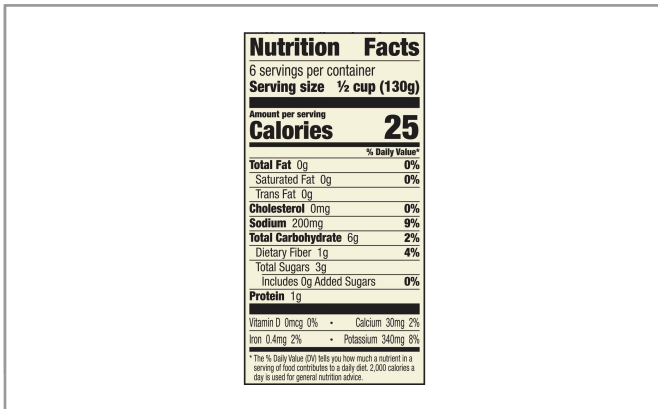 Nutrition Facts
6 servings per container
Serving size ½ cup (130g)
Amount per serving
Calories 25
% Daily Value*
Total Fat 0g 0%
Saturated Fat 0g 0%
Trans Fat 0g
Cholesterol 0mg 0%
Sodium 200mg 9%
Total Carbohydrate 6g 2%
Dietary Fiber 1g 4%
Total Sugars 3g
Includes 0g Added Sugars 0%
Protein 1g
Vitamin D 0mcg 0% • Calcium 30mg 2%
Iron 0.4mg 2% • Potassium 340mg 8%
* The % Daily Value (DV) tells you how much a nutrient in a
serving of food contributes to a daily diet. 2,000 calories a
day is used for general nutrition advice.